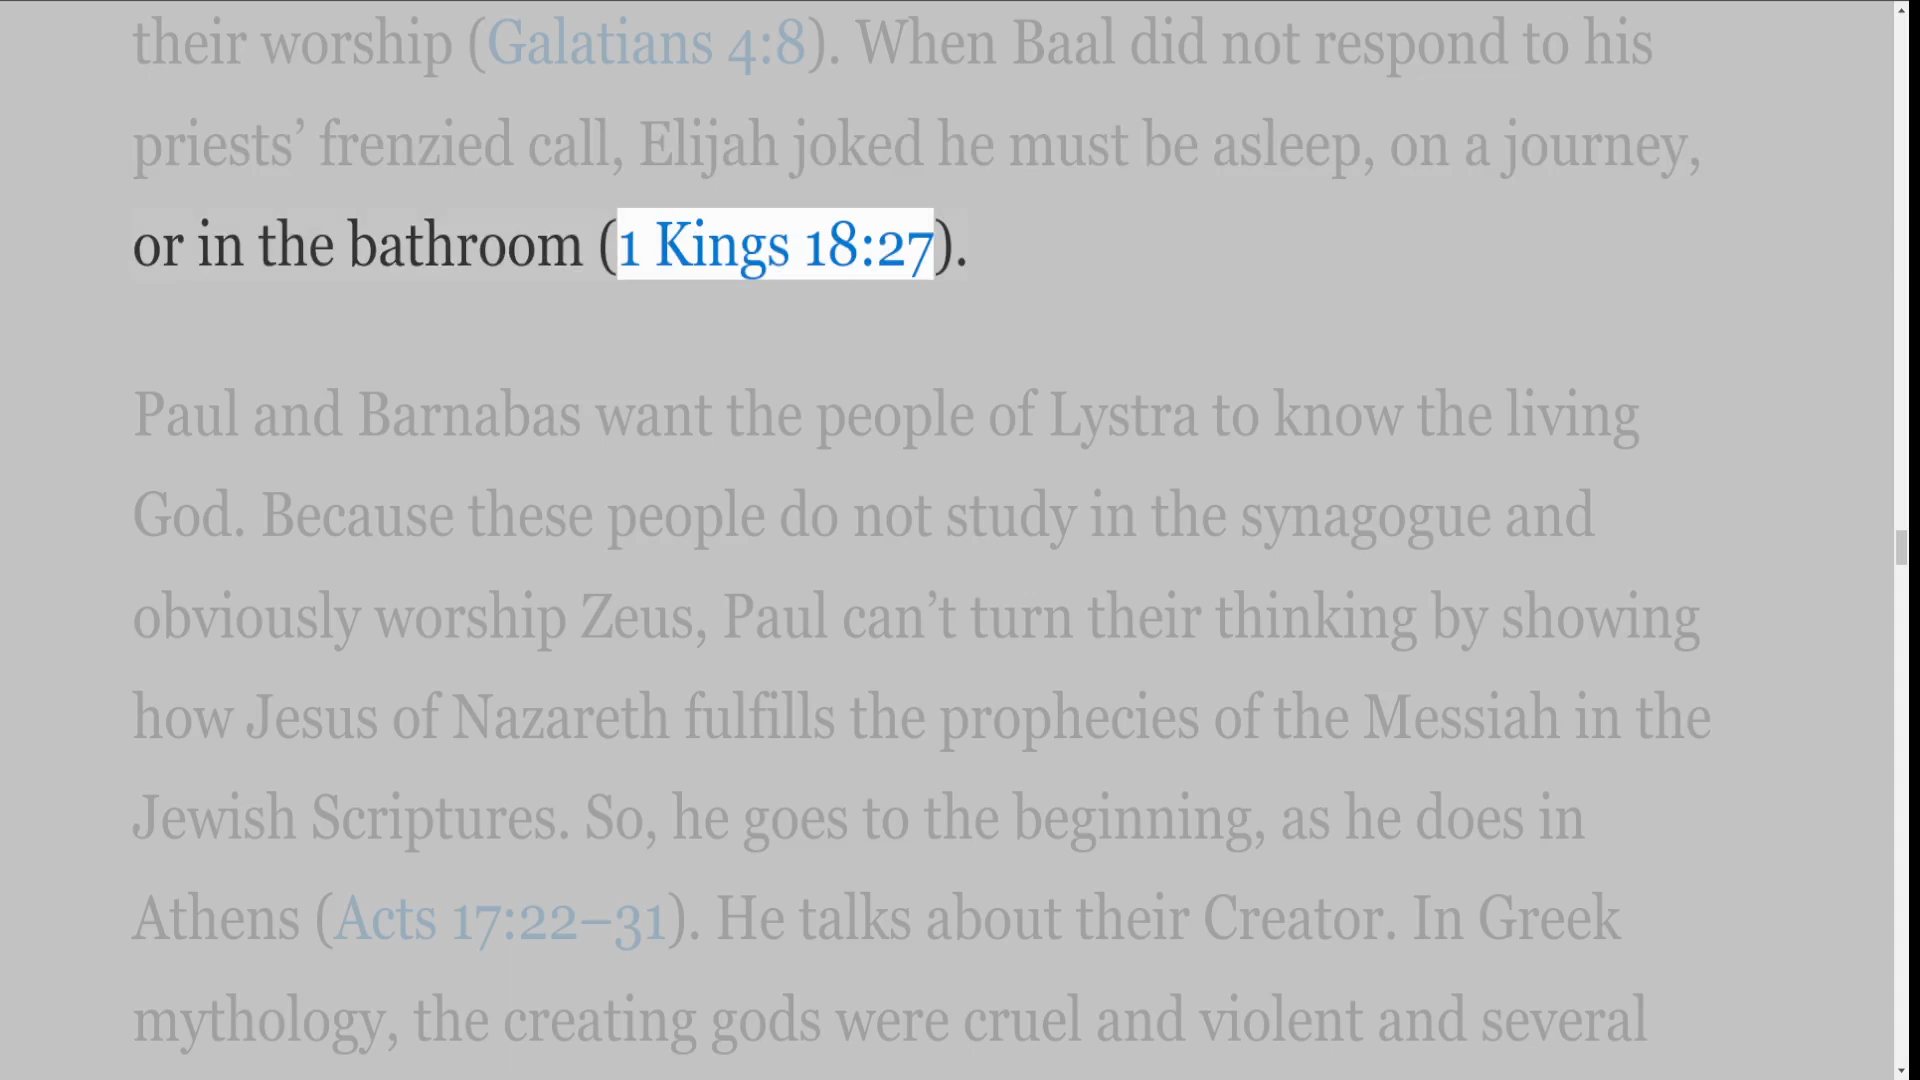 their worship (Galatians 4:8). When Baal did not respond to his
priests’ frenzied call, Elijah joked he must be asleep, on a journey,
or in the bathroom (1 Kings 18:27).
Paul and Barnabas want the people of Lystra to know the living
God. Because these people do not study in the synagogue and
obviously worship Zeus, Paul can’t turn their thinking by showing
how Jesus of Nazareth fulfills the prophecies of the Messiah in the
Jewish Scriptures. So, he goes to the beginning, as he does in
Athens (Acts 17:22–31). He talks about their Creator. In Greek
mythology, the creating gods were cruel and violent and several